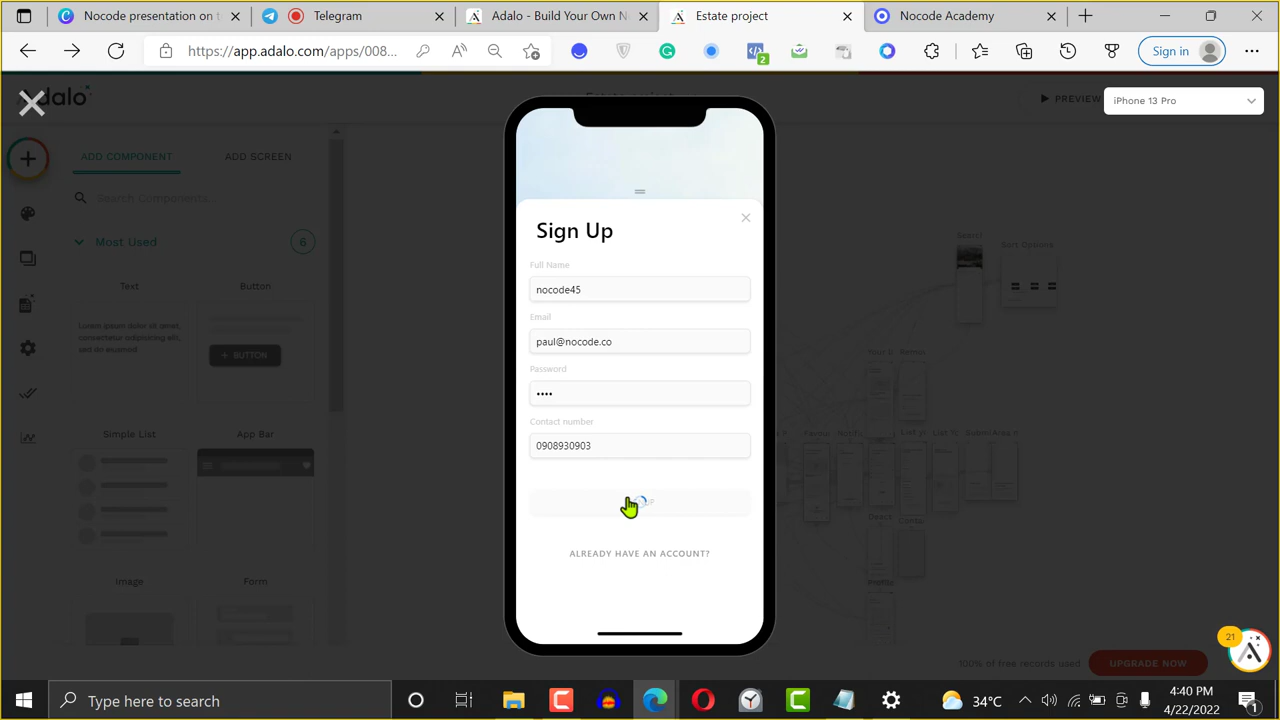 Nocode presentation on t
Telegram
Adalo - Build Your Own N
Estate project
Nocode Academy
https://app.adalo.com/apps/008...
2
Sign in
PREVIEW
iPhone 13 Pro
ADD COMPONENT
ADD SCREEN
Search Components...
Most Used
6
Text
Button
Lorem ipsum dolor sit amet,
consectetur adipiscing elit,
sed do eiusmod
+ BUTTON
Simple List
App Bar
Image
Form
Sign Up
Full Name
nocode45
Email
paul@nocode.co
Password
••••
Contact number
0908930903
ALREADY HAVE AN ACCOUNT?
Sort Options
21
100% of free records used
UPGRADE NOW
Type here to search
34°C
4:40 PM
4/22/2022
1